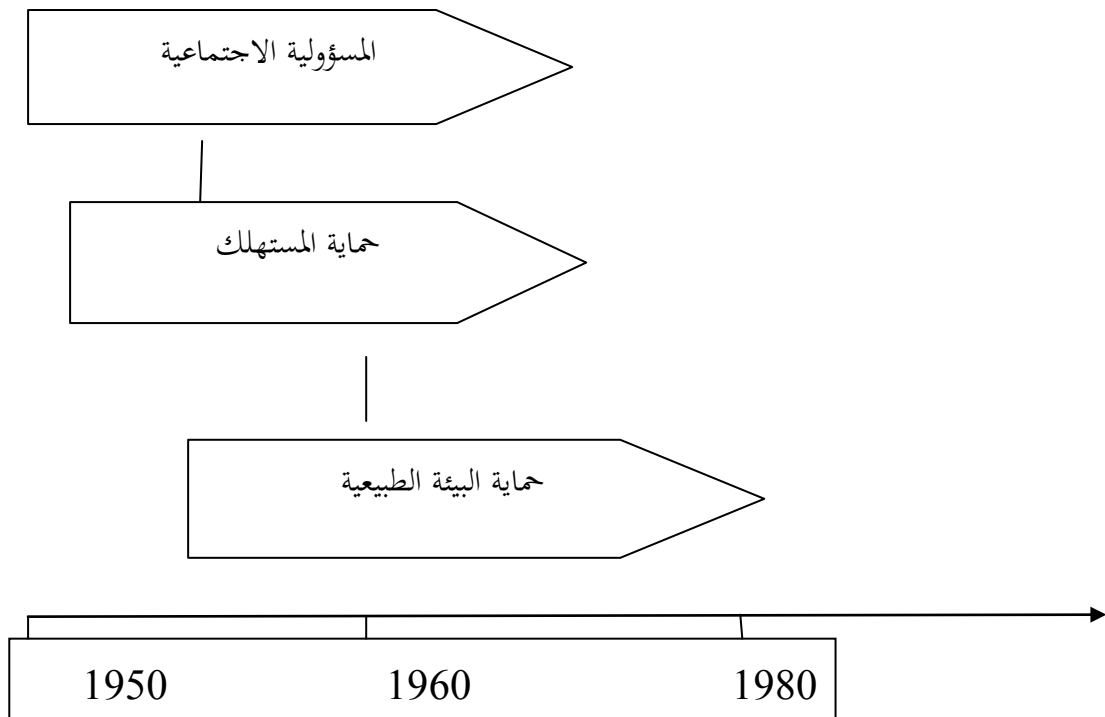 المسؤولية الاجتماعية
حماية المستهلك
حماية البيئة الطبيعية
1950 1960 1980